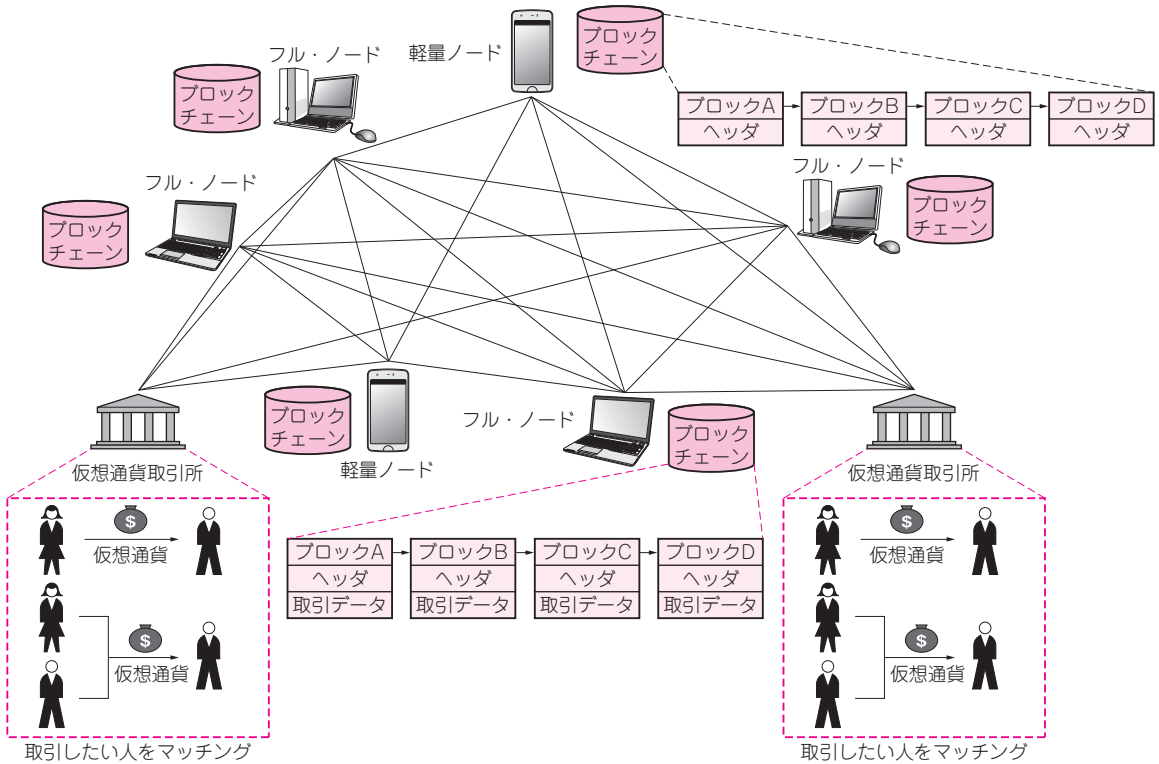 フル・ノード
軽量ノード
ブロック
チェーン
ブロック
チェーン
ブロックA
ブロックB
ブロックC
ブロックD
ヘッダ
ヘッダ
ヘッダ
ヘッダ
フル・ノード
フル・ノード
ブロック
チェーン
ブロック
チェーン
ブロック
チェーン
軽量ノード
フル・ノード
ブロック
チェーン
仮想通貨取引所
仮想通貨取引所
$
仮想通貨
$
仮想通貨
取引したい人をマッチング
ブロックA
ブロックB
ブロックC
ブロックD
ヘッダ
ヘッダ
ヘッダ
ヘッダ
取引データ
取引データ
取引データ
取引データ
$
仮想通貨
$
仮想通貨
取引したい人をマッチング